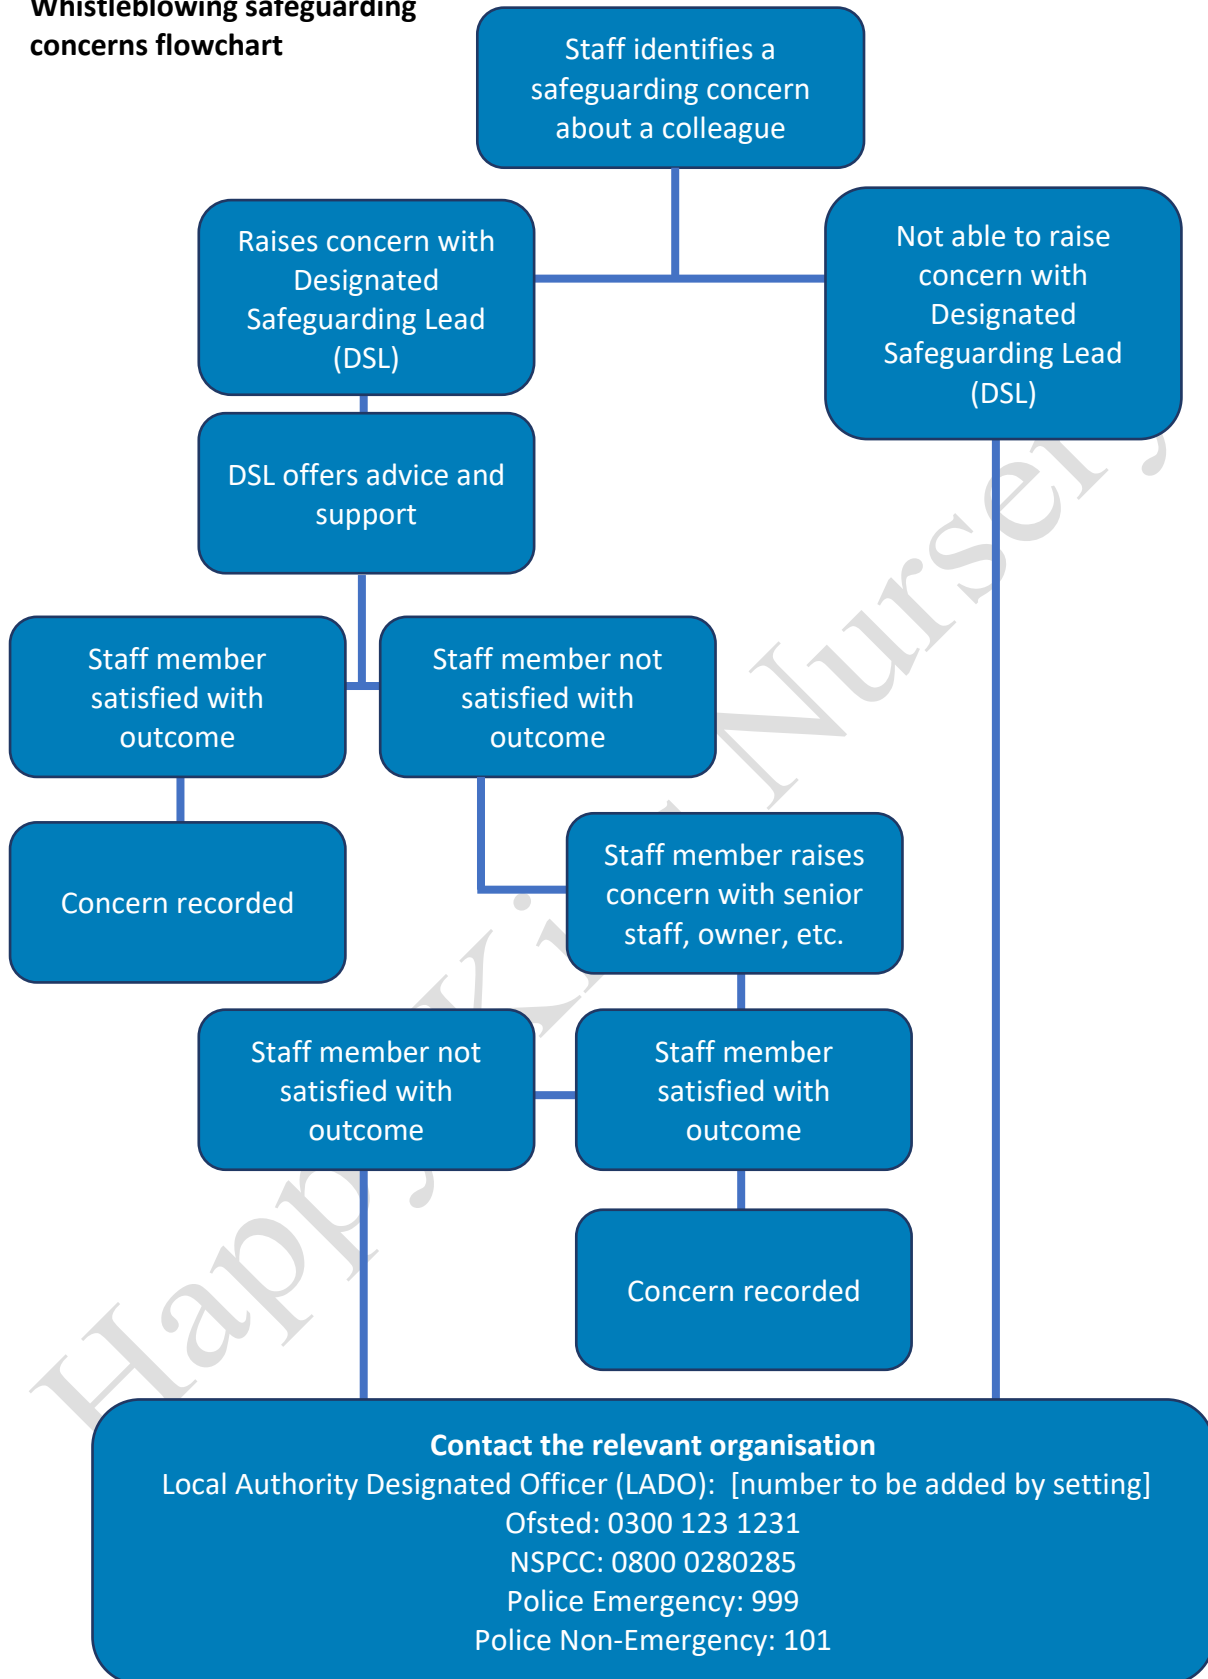 Whistleblowing safeguarding
concerns flowchart
Staff identifies a
safeguarding concern
about a colleague
Raises concern with
Designated
Safeguarding Lead
(DSL)
Not able to raise
concern with
Designated
Safeguarding Lead
(DSL)
DSL offers advice and
support
Staff member
satisfied with
outcome
Staff member not
satisfied with
outcome
Concern recorded
Staff member raises
concern with senior
staff, owner, etc.
Staff member not
satisfied with
outcome
Staff member
satisfied with
outcome
Concern recorded
Contact the relevant organisation
Local Authority Designated Officer (LADO):  [number to be added by setting]
Ofsted: 0300 123 1231
NSPCC: 0800 0280285
Police Emergency: 999
Police Non-Emergency: 101